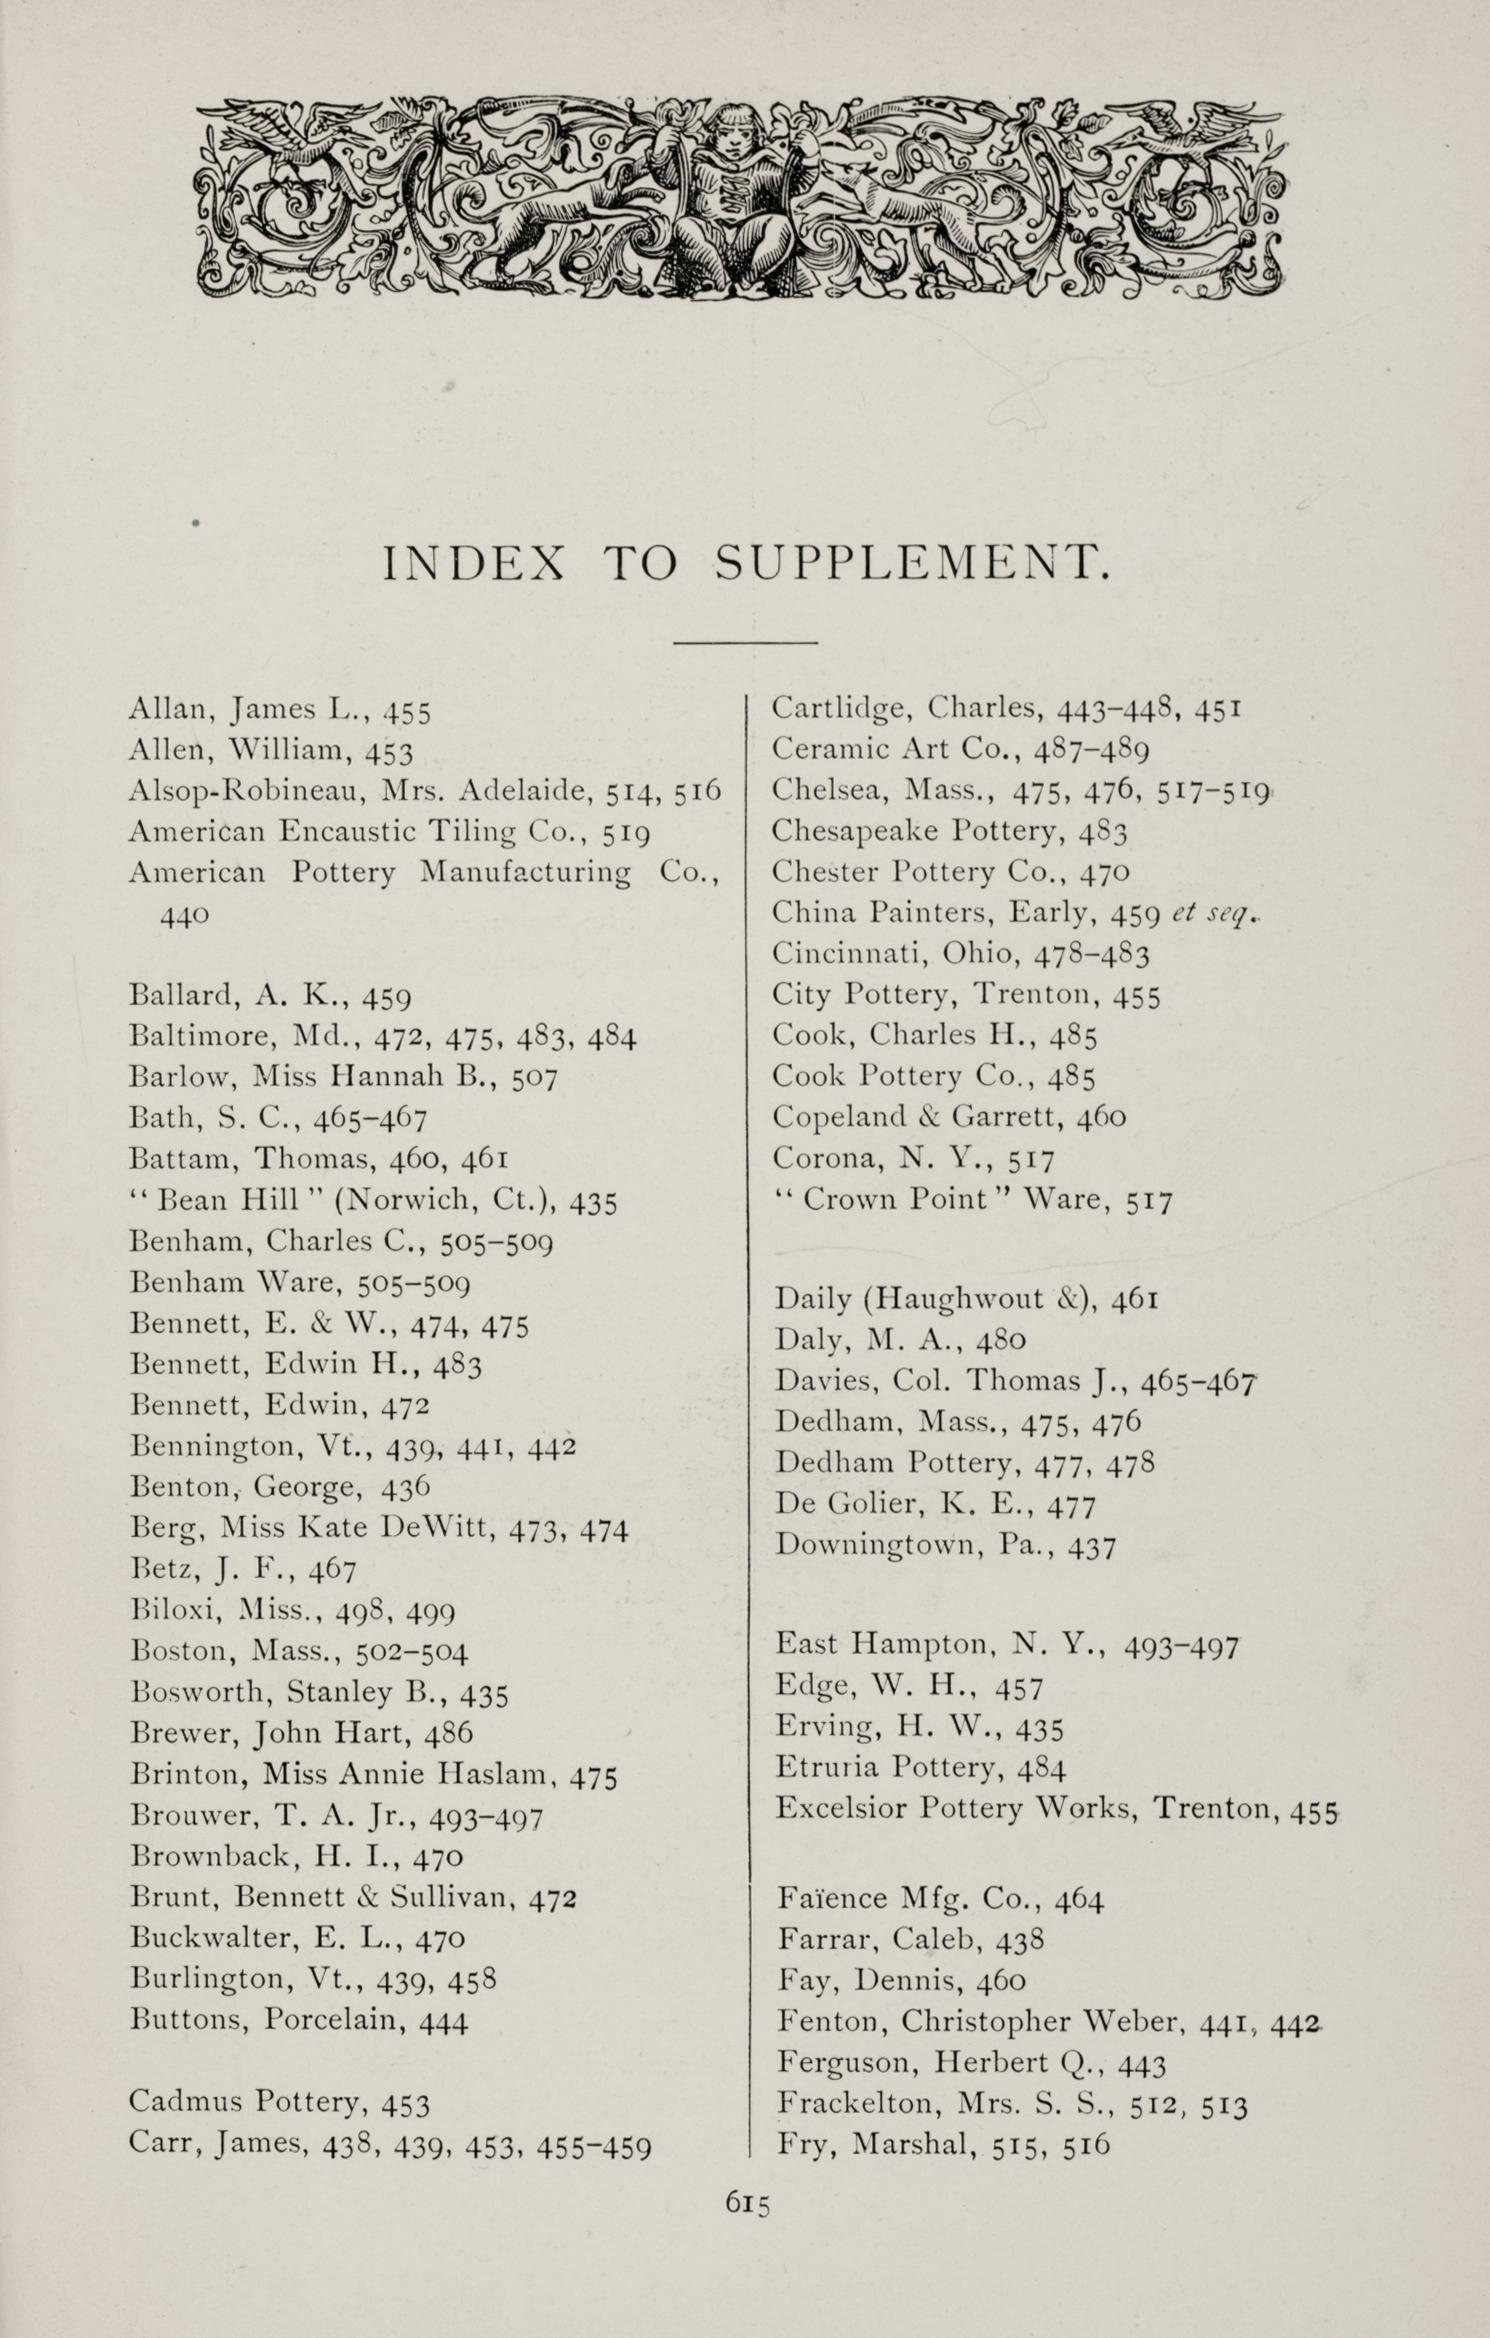 INDEX TO SUPPLEMENT.
Allan, James L., 455
Allen, William, 453
Alsop-Robineau, Mrs. Adelaide, 514, 516
American Encaustic Tiling Co., 519
American Pottery Manufacturing Co.,
440
Ballard, A. K., 459
Baltimore, Md., 472, 475, 483, 484
Barlow, Miss Hannah B., 507
Bath, S. C., 465–467
Battam, Thomas, 460, 461
“ Bean Hill ” (Norwich, Ct.), 435
Benham, Charles C., 505–509
Benham Ware, 505–509
Bennett, E. & W., 474, 475
Bennett, Edwin H., 483
Bennett, Edwin, 472
Bennington, Vt., 439, 441, 442
Benton, George, 436
Berg, Miss Kate DeWitt, 473, 474
Betz, J. F., 467
Biloxi, Miss., 498, 499
Boston, Mass., 502–504
Bosworth, Stanley B., 435
Brewer, John Hart, 486
Brinton, Miss Annie Haslam, 475
Brouwer, T. A. Jr., 493–497
Brownback, H. I., 470
Brunt, Bennett & Sullivan, 472
Buckwalter, E. L., 470
Burlington, Vt., 439, 458
Buttons, Porcelain, 444
Cadmus Pottery, 453
Carr, James, 438, 439, 453, 455–459
Cartlidge, Charles, 443–448, 451
Ceramic Art Co., 487–489
Chelsea, Mass., 475, 476, 517–519
Chesapeake Pottery, 483
Chester Pottery Co., 470
China Painters, Early, 459 et seq.
Cincinnati, Ohio, 478–483
City Pottery, Trenton, 455
Cook, Charles H., 485
Cook Pottery Co., 485
Copeland & Garrett, 460
Corona, N. Y., 517
“ Crown Point ” Ware, 517
Daily (Haughwout &), 461
Daly, M. A., 480
Davies, Col. Thomas J., 465–467
Dedham, Mass., 475, 476
Dedham Pottery, 477, 478
De Golier, K. E., 477
Downingtown, Pa., 437
East Hampton, N. Y., 493–497
Edge, W. H., 457
Erving, H. W., 435
Etruria Pottery, 484
Excelsior Pottery Works, Trenton, 455
Faïence Mfg. Co., 464
Farrar, Caleb, 438
Fay, Dennis, 460
Fenton, Christopher Weber, 441, 442
Ferguson, Herbert Q., 443
Frackelton, Mrs. S. S., 512, 513
Fry, Marshal, 515, 516
615